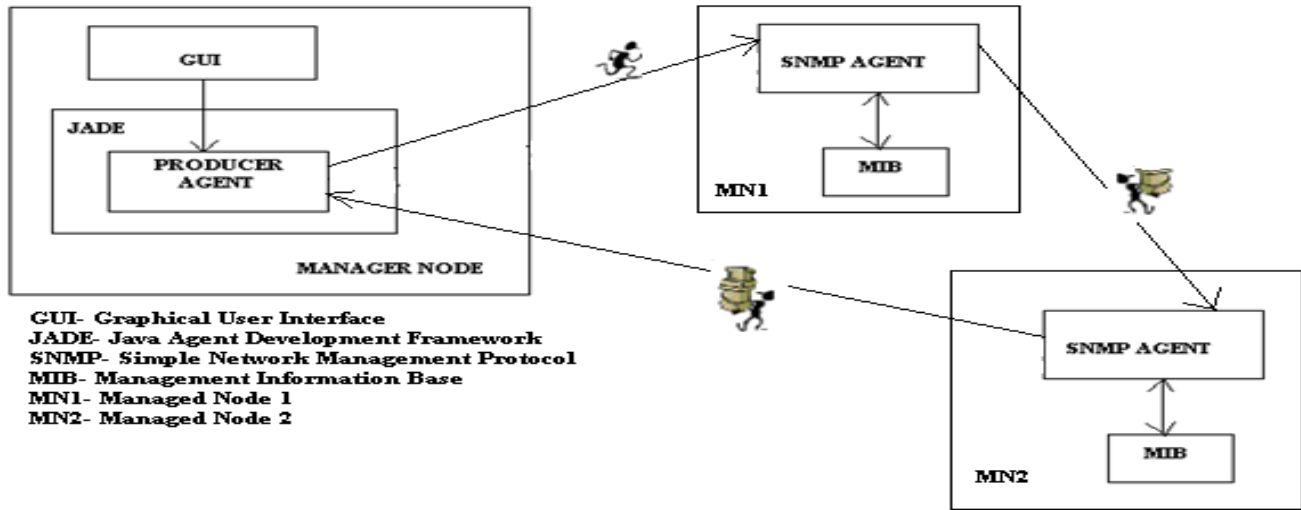 GUI
JADE
PRODUCER
AGENT
MANAGER NODE
SNMP AGENT
MIB
MN1
SNMP AGENT
MIB
MN2
GUI- Graphical User Interface
JADE- Java Agent Development Framework
SNMP- Simple Network Management Protocol
MIB- Management Information Base
MN1- Managed Node 1
MN2- Managed Node 2